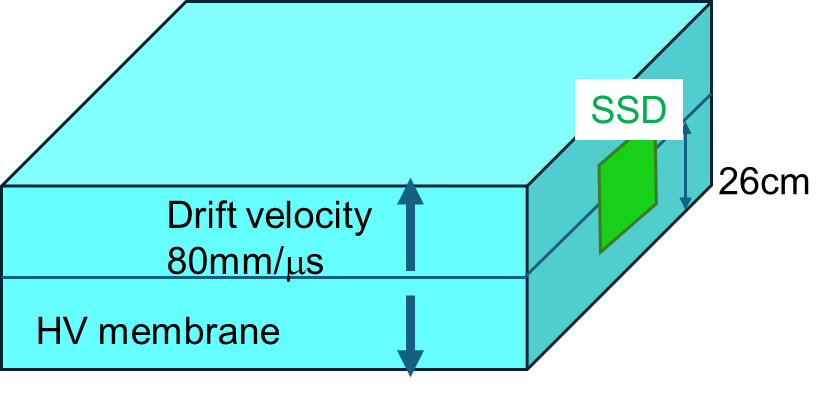 SSD
26cm
Drift velocity
80mm/μs
HV membrane